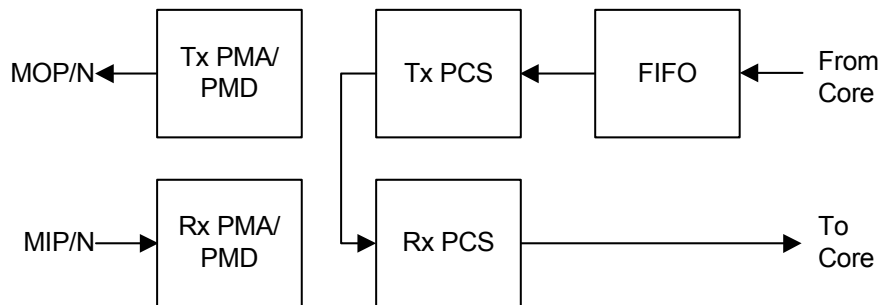 MOP/N
Tx PMA/
PMD
Tx PCS
FIFO
From
Core
MIP/N
Rx PMA/
PMD
Rx PCS
To
Core